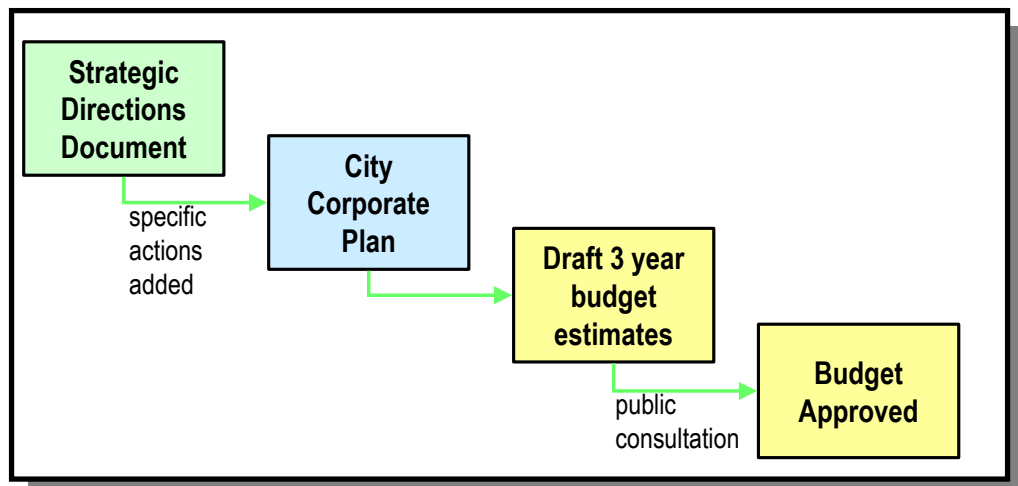 Strategic
Directions
Document
specific
actions
added
City
Corporate
Plan
Draft 3 year
budget
estimates
public
consultation
Budget
Approved